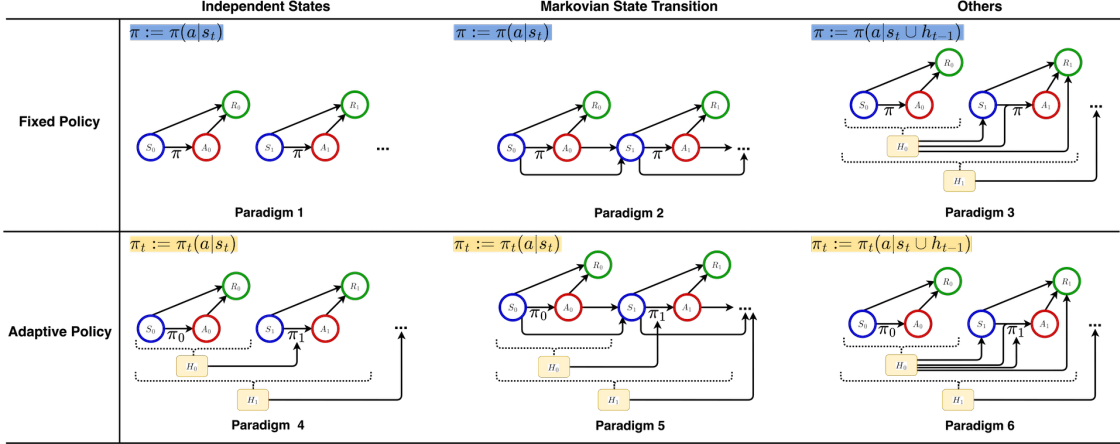 Independent States
Markovian State Transition
Others
Fixed Policy
π := π(a|s_t)
R_0
R_1
S_0
π
A_0
S_1
π
A_1
...
Paradigm 1
π := π(a|s_t)
R_0
R_1
S_0
π
A_0
S_1
π
A_1
...
Paradigm 2
π := π(a|s_t ∪ h_{t-1})
R_0
R_1
S_0
π
A_0
S_1
π
A_1
...
H_0
H_1
Paradigm 3
Adaptive Policy
π_t := π_t(a|s_t)
R_0
R_1
S_0
π_0
A_0
S_1
π_1
A_1
...
H_0
H_1
Paradigm 4
π_t := π_t(a|s_t)
R_0
R_1
S_0
π_0
A_0
S_1
π_1
A_1
...
H_0
H_1
Paradigm 5
π_t := π_t(a|s_t ∪ h_{t-1})
R_0
R_1
S_0
π_0
A_0
S_1
π_1
A_1
...
H_0
H_1
Paradigm 6